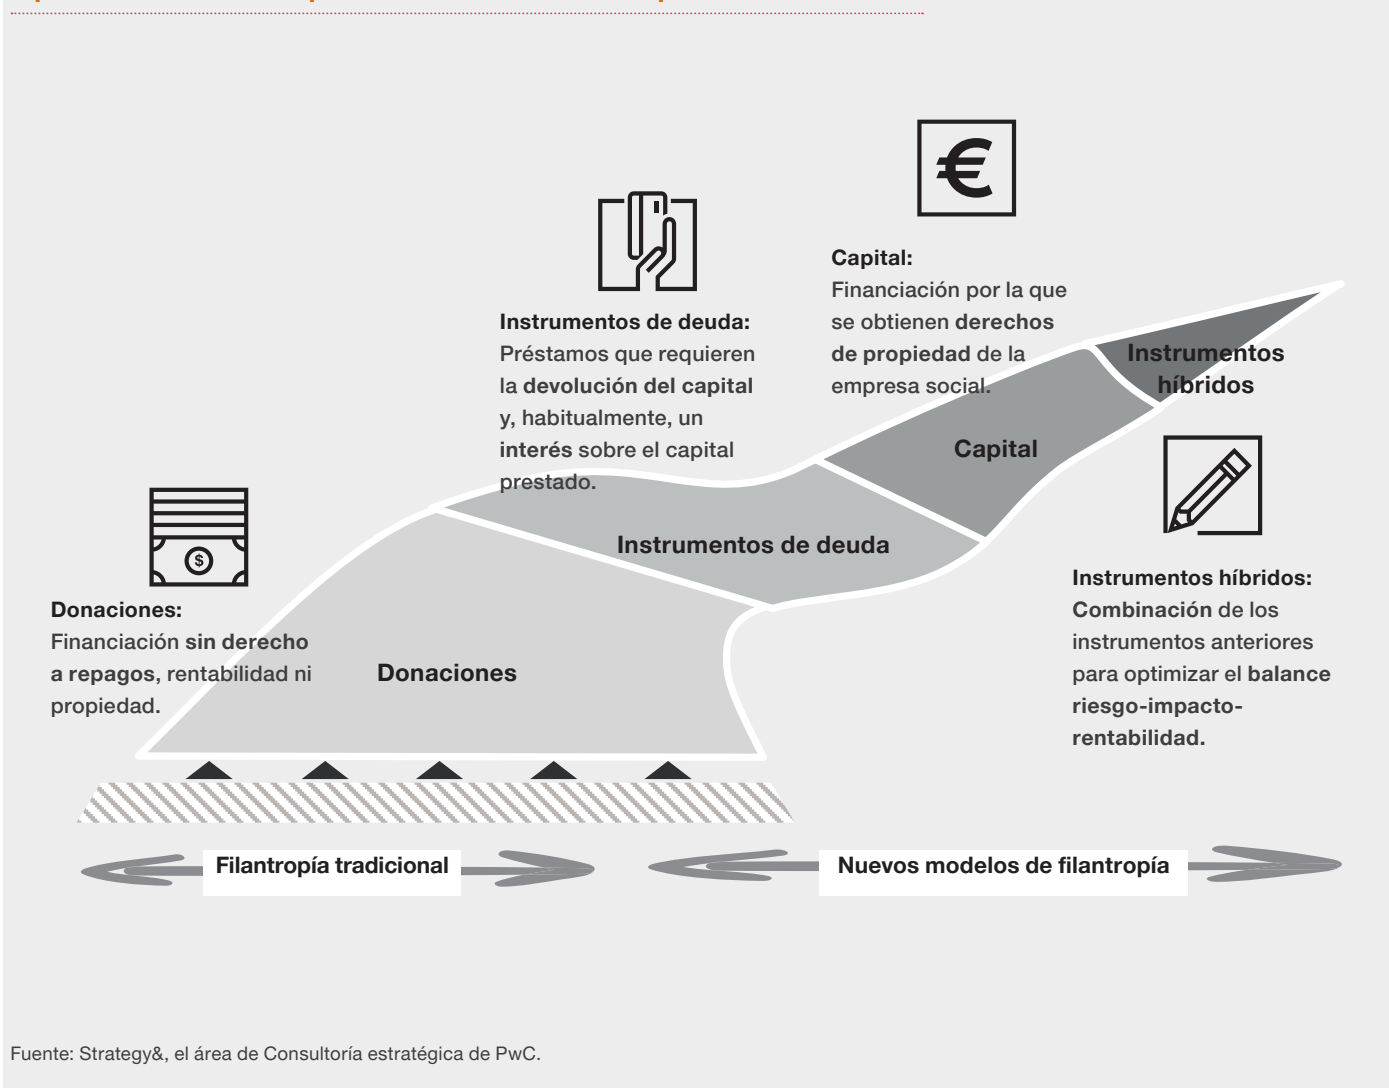 Capital:
Financiación por la que
se obtienen derechos
de propiedad de la
empresa social.
Instrumentos de deuda:
Préstamos que requieren
la devolución del capital
y, habitualmente, un
interés sobre el capital
prestado.
Instrumentos
híbridos
Capital
Instrumentos de deuda
Donaciones:
Financiación sin derecho
a repagos, rentabilidad ni
propiedad.
Donaciones
Instrumentos híbridos:
Combinación de los
instrumentos anteriores
para optimizar el balance
riesgo-impacto-
rentabilidad.
Filantropía tradicional
Nuevos modelos de filantropía
Fuente: Strategy&, el área de Consultoría estratégica de PwC.